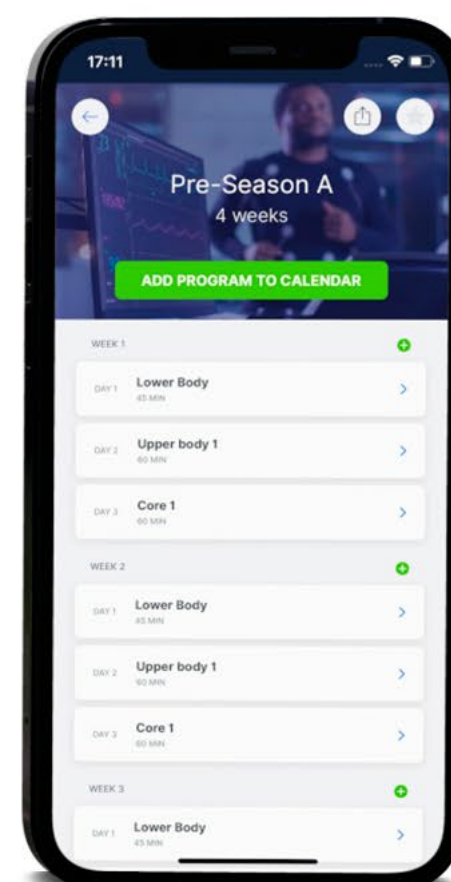 17:11
Pre-Season A
4 weeks
ADD PROGRAM TO CALENDAR
WEEK 1
DAY 1
Lower Body
45 MIN
DAY 2
Upper body 1
60 MIN
DAY 3
Core 1
60 MIN
WEEK 2
DAY 1
Lower Body
45 MIN
DAY 2
Upper body 1
60 MIN
DAY 3
Core 1
60 MIN
WEEK 3
DAY 1
Lower Body
45 MIN